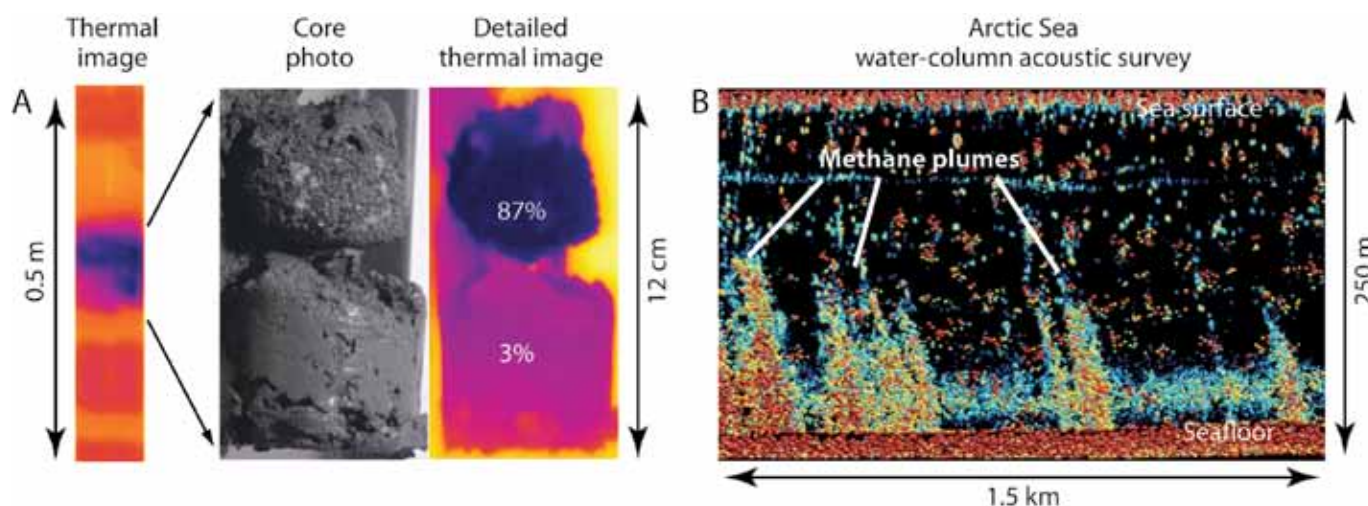 Thermal
image
Core
photo
Detailed
thermal image
Arctic Sea
water-column acoustic survey
A
0.5 m
87%
3%
12 cm
B
Sea surface
Methane plumes
Seafloor
250 m
1.5 km